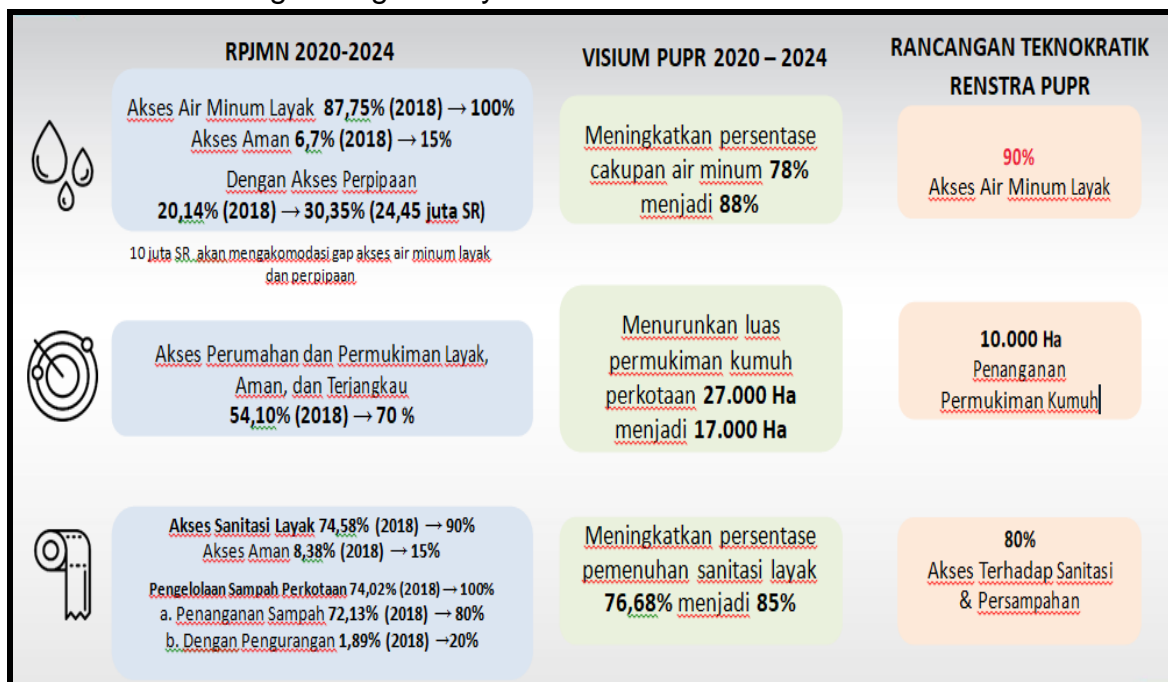 RPJMN 2020-2024
Akses Air Minum Layak 87,75% (2018) → 100%
Akses Aman 6,7% (2018) → 15%
Dengan Akses Perpipaan
20,14% (2018) → 30,35% (24,45 juta SR)
10 juta SR akan mengakomodasi gap akses air minum layak
dan perpipaan
Akses Perumahan dan Permukiman Layak,
Aman, dan Terjangkau
54,10% (2018) → 70 %
Akses Sanitasi Layak 74,58% (2018) → 90%
Akses Aman 8,38% (2018) → 15%
Pengelolaan Sampah Perkotaan 74,02% (2018) → 100%
a. Penanganan Sampah 72,13% (2018) → 80%
b. Dengan Pengurangan 1,89% (2018) →20%
VISIUM PUPR 2020 – 2024
Meningkatkan persentase
cakupan air minum 78%
menjadi 88%
Menurunkan luas
permukiman kumuh
perkotaan 27.000 Ha
menjadi 17.000 Ha
Meningkatkan persentase
pemenuhan sanitasi layak
76,68% menjadi 85%
RANCANGAN TEKNOKRATIK
RENSTRA PUPR
90%
Akses Air Minum Layak
10.000 Ha
Penanganan
Permukiman Kumuh
80%
Akses Terhadap Sanitasi
& Persampahan